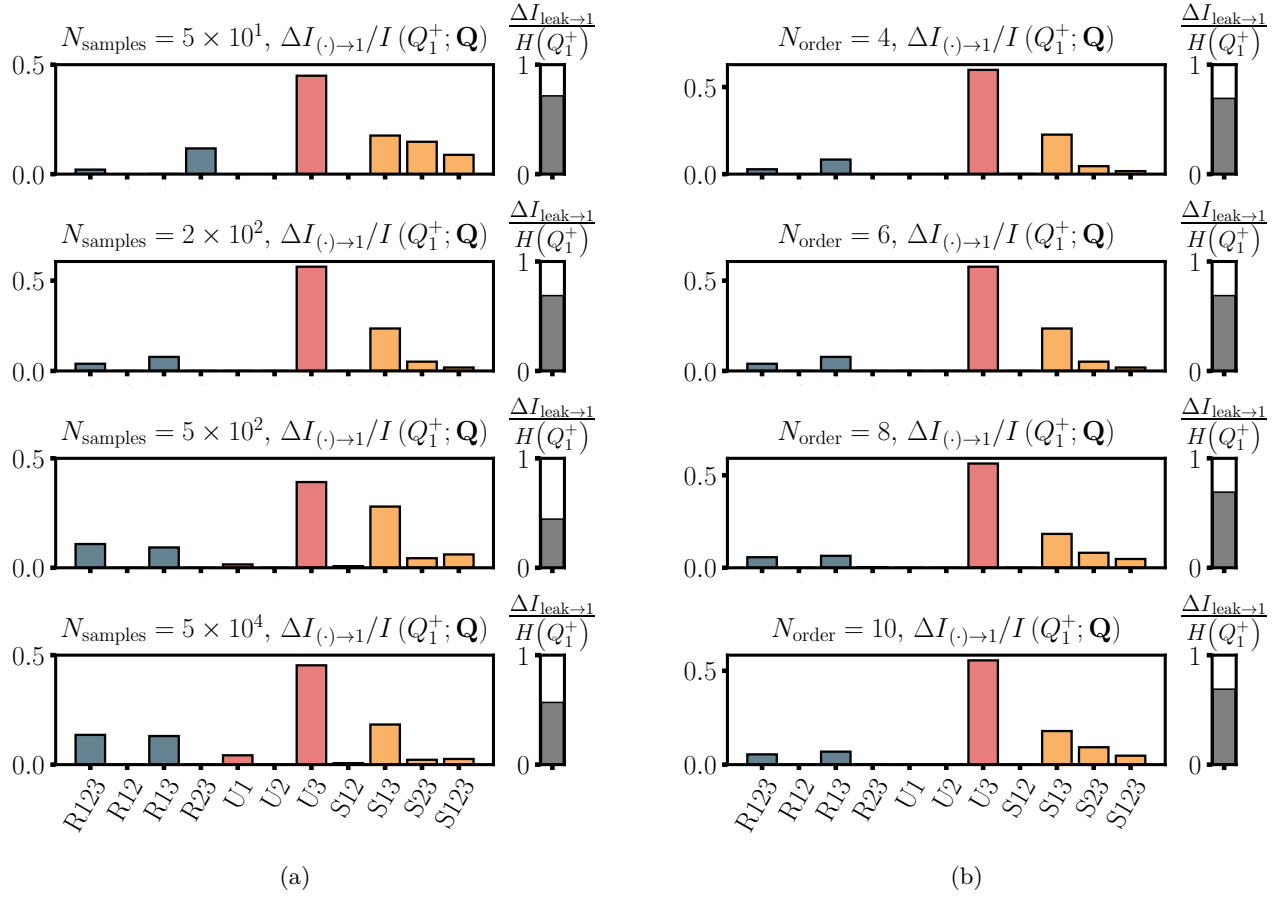 N_samples = 5 × 10^1, ΔI_(·)→1/I (Q_1^+; Q)
ΔI_leak→1
H(Q_1^+)
0.5
0.0
1
0
N_samples = 2 × 10^2, ΔI_(·)→1/I (Q_1^+; Q)
ΔI_leak→1
H(Q_1^+)
0.5
0.0
1
0
N_samples = 5 × 10^2, ΔI_(·)→1/I (Q_1^+; Q)
ΔI_leak→1
H(Q_1^+)
0.5
0.0
1
0
N_samples = 5 × 10^4, ΔI_(·)→1/I (Q_1^+; Q)
ΔI_leak→1
H(Q_1^+)
0.5
0.0
1
0
R123
R12
R13
R23
U1
U2
U3
S12
S13
S23
S123
(a)
N_order = 4, ΔI_(·)→1/I (Q_1^+; Q)
ΔI_leak→1
H(Q_1^+)
0.5
0.0
1
0
N_order = 6, ΔI_(·)→1/I (Q_1^+; Q)
ΔI_leak→1
H(Q_1^+)
0.5
0.0
1
0
N_order = 8, ΔI_(·)→1/I (Q_1^+; Q)
ΔI_leak→1
H(Q_1^+)
0.5
0.0
1
0
N_order = 10, ΔI_(·)→1/I (Q_1^+; Q)
ΔI_leak→1
H(Q_1^+)
0.5
0.0
1
0
R123
R12
R13
R23
U1
U2
U3
S12
S13
S23
S123
(b)